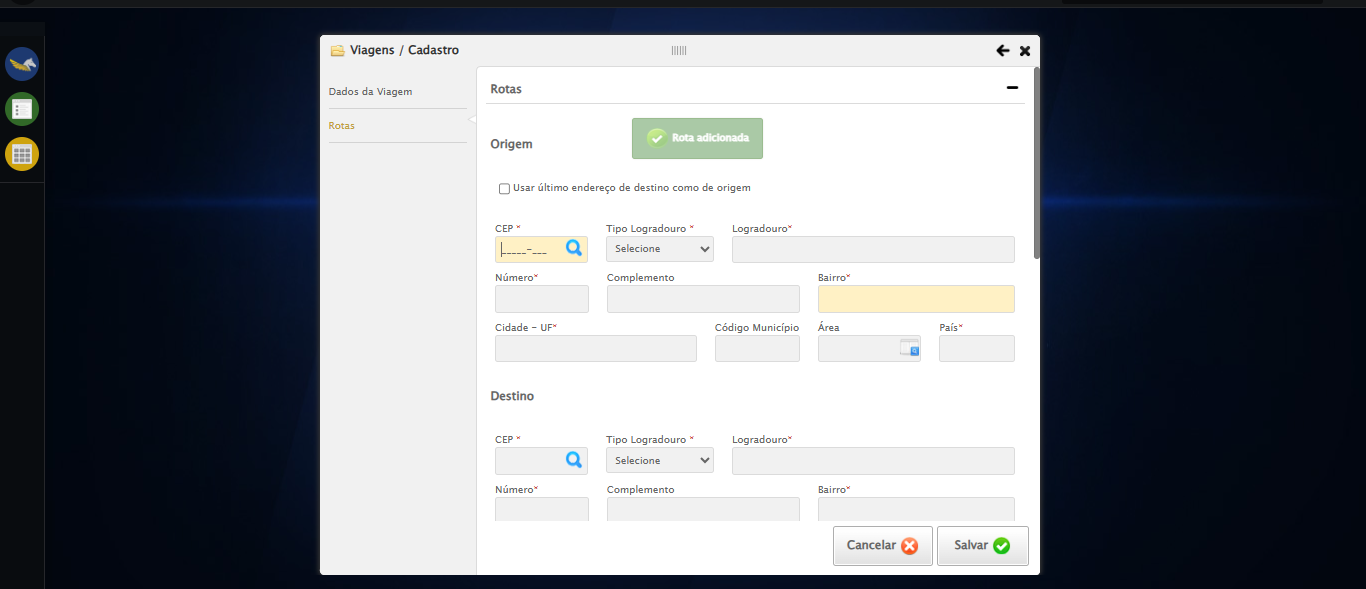 Viagens / Cadastro
Dados da Viagem
Rotas
Rotas
Rota adicionada
Origem
Usar último endereço de destino como de origem
CEP * Tipo Logradouro * Logradouro*
_____-___ Selecione
Número* Complemento Bairro*
Cidade - UF* Código Município Área País*
Destino
CEP * Tipo Logradouro * Logradouro*
Selecione
Número* Complemento Bairro*
Cancelar Salvar